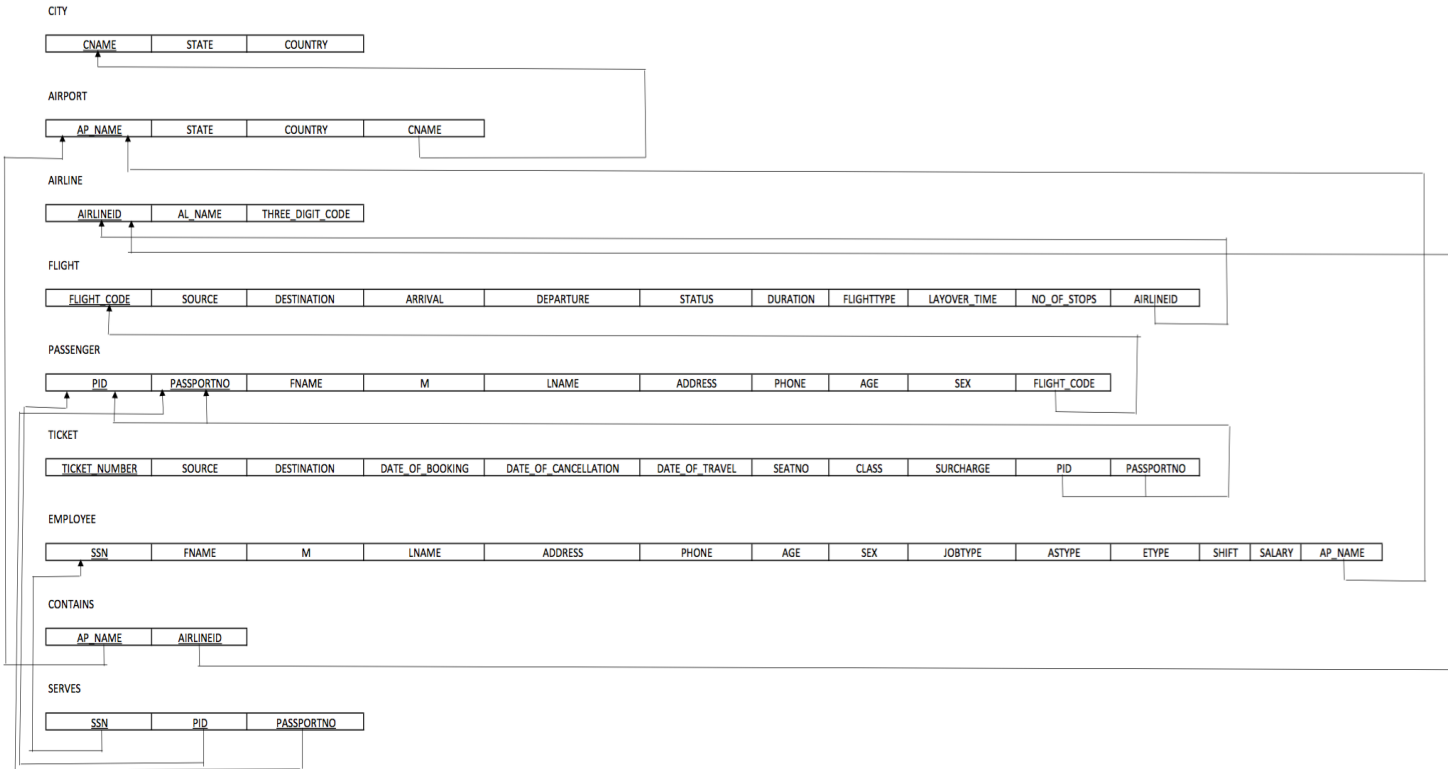 CITY
CNAME STATE COUNTRY
AIRPORT
AP_NAME STATE COUNTRY CNAME
AIRLINE
AIRLINEID AL_NAME THREE_DIGIT_CODE
FLIGHT
FLIGHT_CODE SOURCE DESTINATION ARRIVAL DEPARTURE STATUS DURATION FLIGHTTYPE LAYOVER_TIME NO_OF_STOPS AIRLINEID
PASSENGER
PID PASSPORTNO FNAME M LNAME ADDRESS PHONE AGE SEX FLIGHT_CODE
TICKET
TICKET_NUMBER SOURCE DESTINATION DATE_OF_BOOKING DATE_OF_CANCELLATION DATE_OF_TRAVEL SEATNO CLASS SURCHARGE PID PASSPORTNO
EMPLOYEE
SSN FNAME M LNAME ADDRESS PHONE AGE SEX JOBTYPE ASTYPE ETYPE SHIFT SALARY AP_NAME
CONTAINS
AP_NAME AIRLINEID
SERVES
SSN PID PASSPORTNO